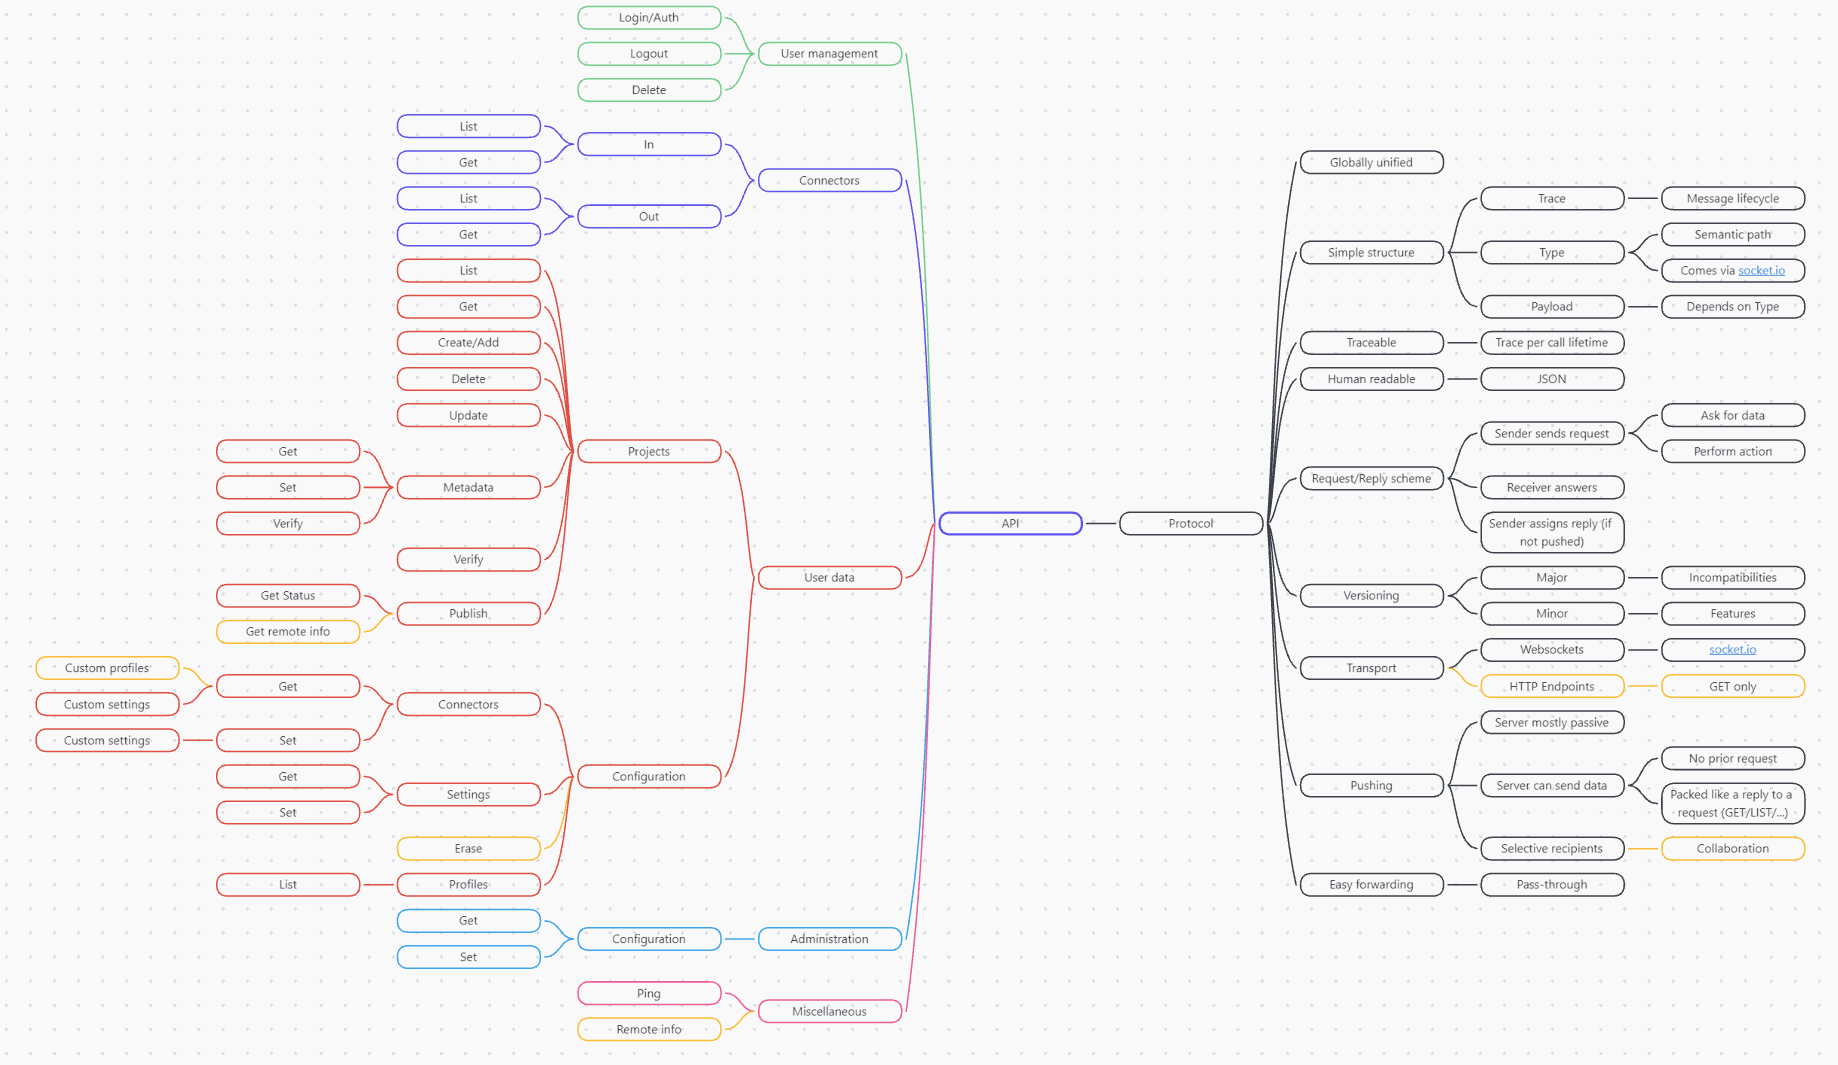 Login/Auth
Logout
User management
Delete
List
Get
In
List
Get
Out
Connectors
List
Get
Create/Add
Delete
Update
Projects
Get
Set
Verify
Metadata
Verify
Get Status
Get remote info
Publish
User data
Custom profiles
Custom settings
Get
Custom settings
Set
Connectors
Get
Set
Settings
Configuration
Erase
List
Profiles
Get
Set
Configuration
Administration
Ping
Remote info
Miscellaneous
API
Protocol
Globally unified
Simple structure
Trace
Message lifecycle
Type
Semantic path
Comes via socket.io
Payload
Depends on Type
Traceable
Trace per call lifetime
Human readable
JSON
Request/Reply scheme
Sender sends request
Ask for data
Perform action
Receiver answers
Sender assigns reply (if
not pushed)
Versioning
Major
Incompatibilities
Minor
Features
Transport
Websockets
socket.io
HTTP Endpoints
GET only
Pushing
Server mostly passive
Server can send data
No prior request
Packed like a reply to a
request (GET/LIST/...)
Selective recipients
Collaboration
Easy forwarding
Pass-through